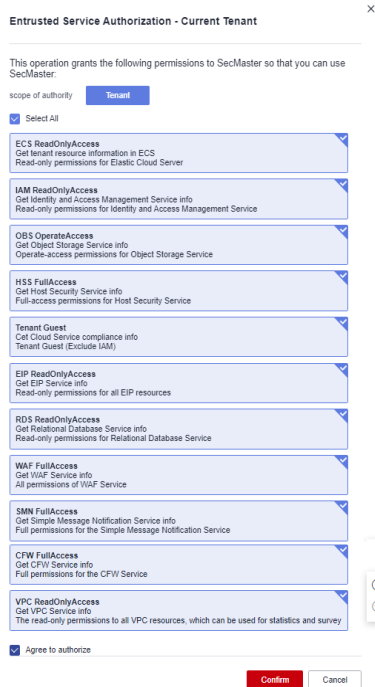 Entrusted Service Authorization - Current Tenant
This operation grants the following permissions to SecMaster so that you can use
SecMaster:
scope of authority Tenant
Select All
ECS ReadOnlyAccess
Get tenant resource information in ECS
Read-only permissions for Elastic Cloud Server
IAM ReadOnlyAccess
Get Identity and Access Management Service info
Read-only permissions for Identity and Access Management Service
OBS OperateAccess
Get Object Storage Service info
Operate-access permissions for Object Storage Service
HSS FullAccess
Get Host Security Service info
Full-access permissions for Host Security Service
Tenant Guest
Cet Cloud Service compliance info
Tenant Guest (Exclude IAM)
EIP ReadOnlyAccess
Get EIP Service info
Read-only permissions for all EIP resources
RDS ReadOnlyAccess
Get Relational Database Service info
Read-only permissions for Relational Database Service
WAF FullAccess
Get WAF Service info
All permissions of WAF Service
SMN FullAccess
Get Simple Message Notification Service info
Full permissions for the Simple Message Notification Service
CFW FullAccess
Get CFW Service info
Full permissions for the CFW Service
VPC ReadOnlyAccess
Get VPC Service info
The read-only permissions to all VPC resources, which can be used for statistics and survey
Agree to authorize
Confirm Cancel